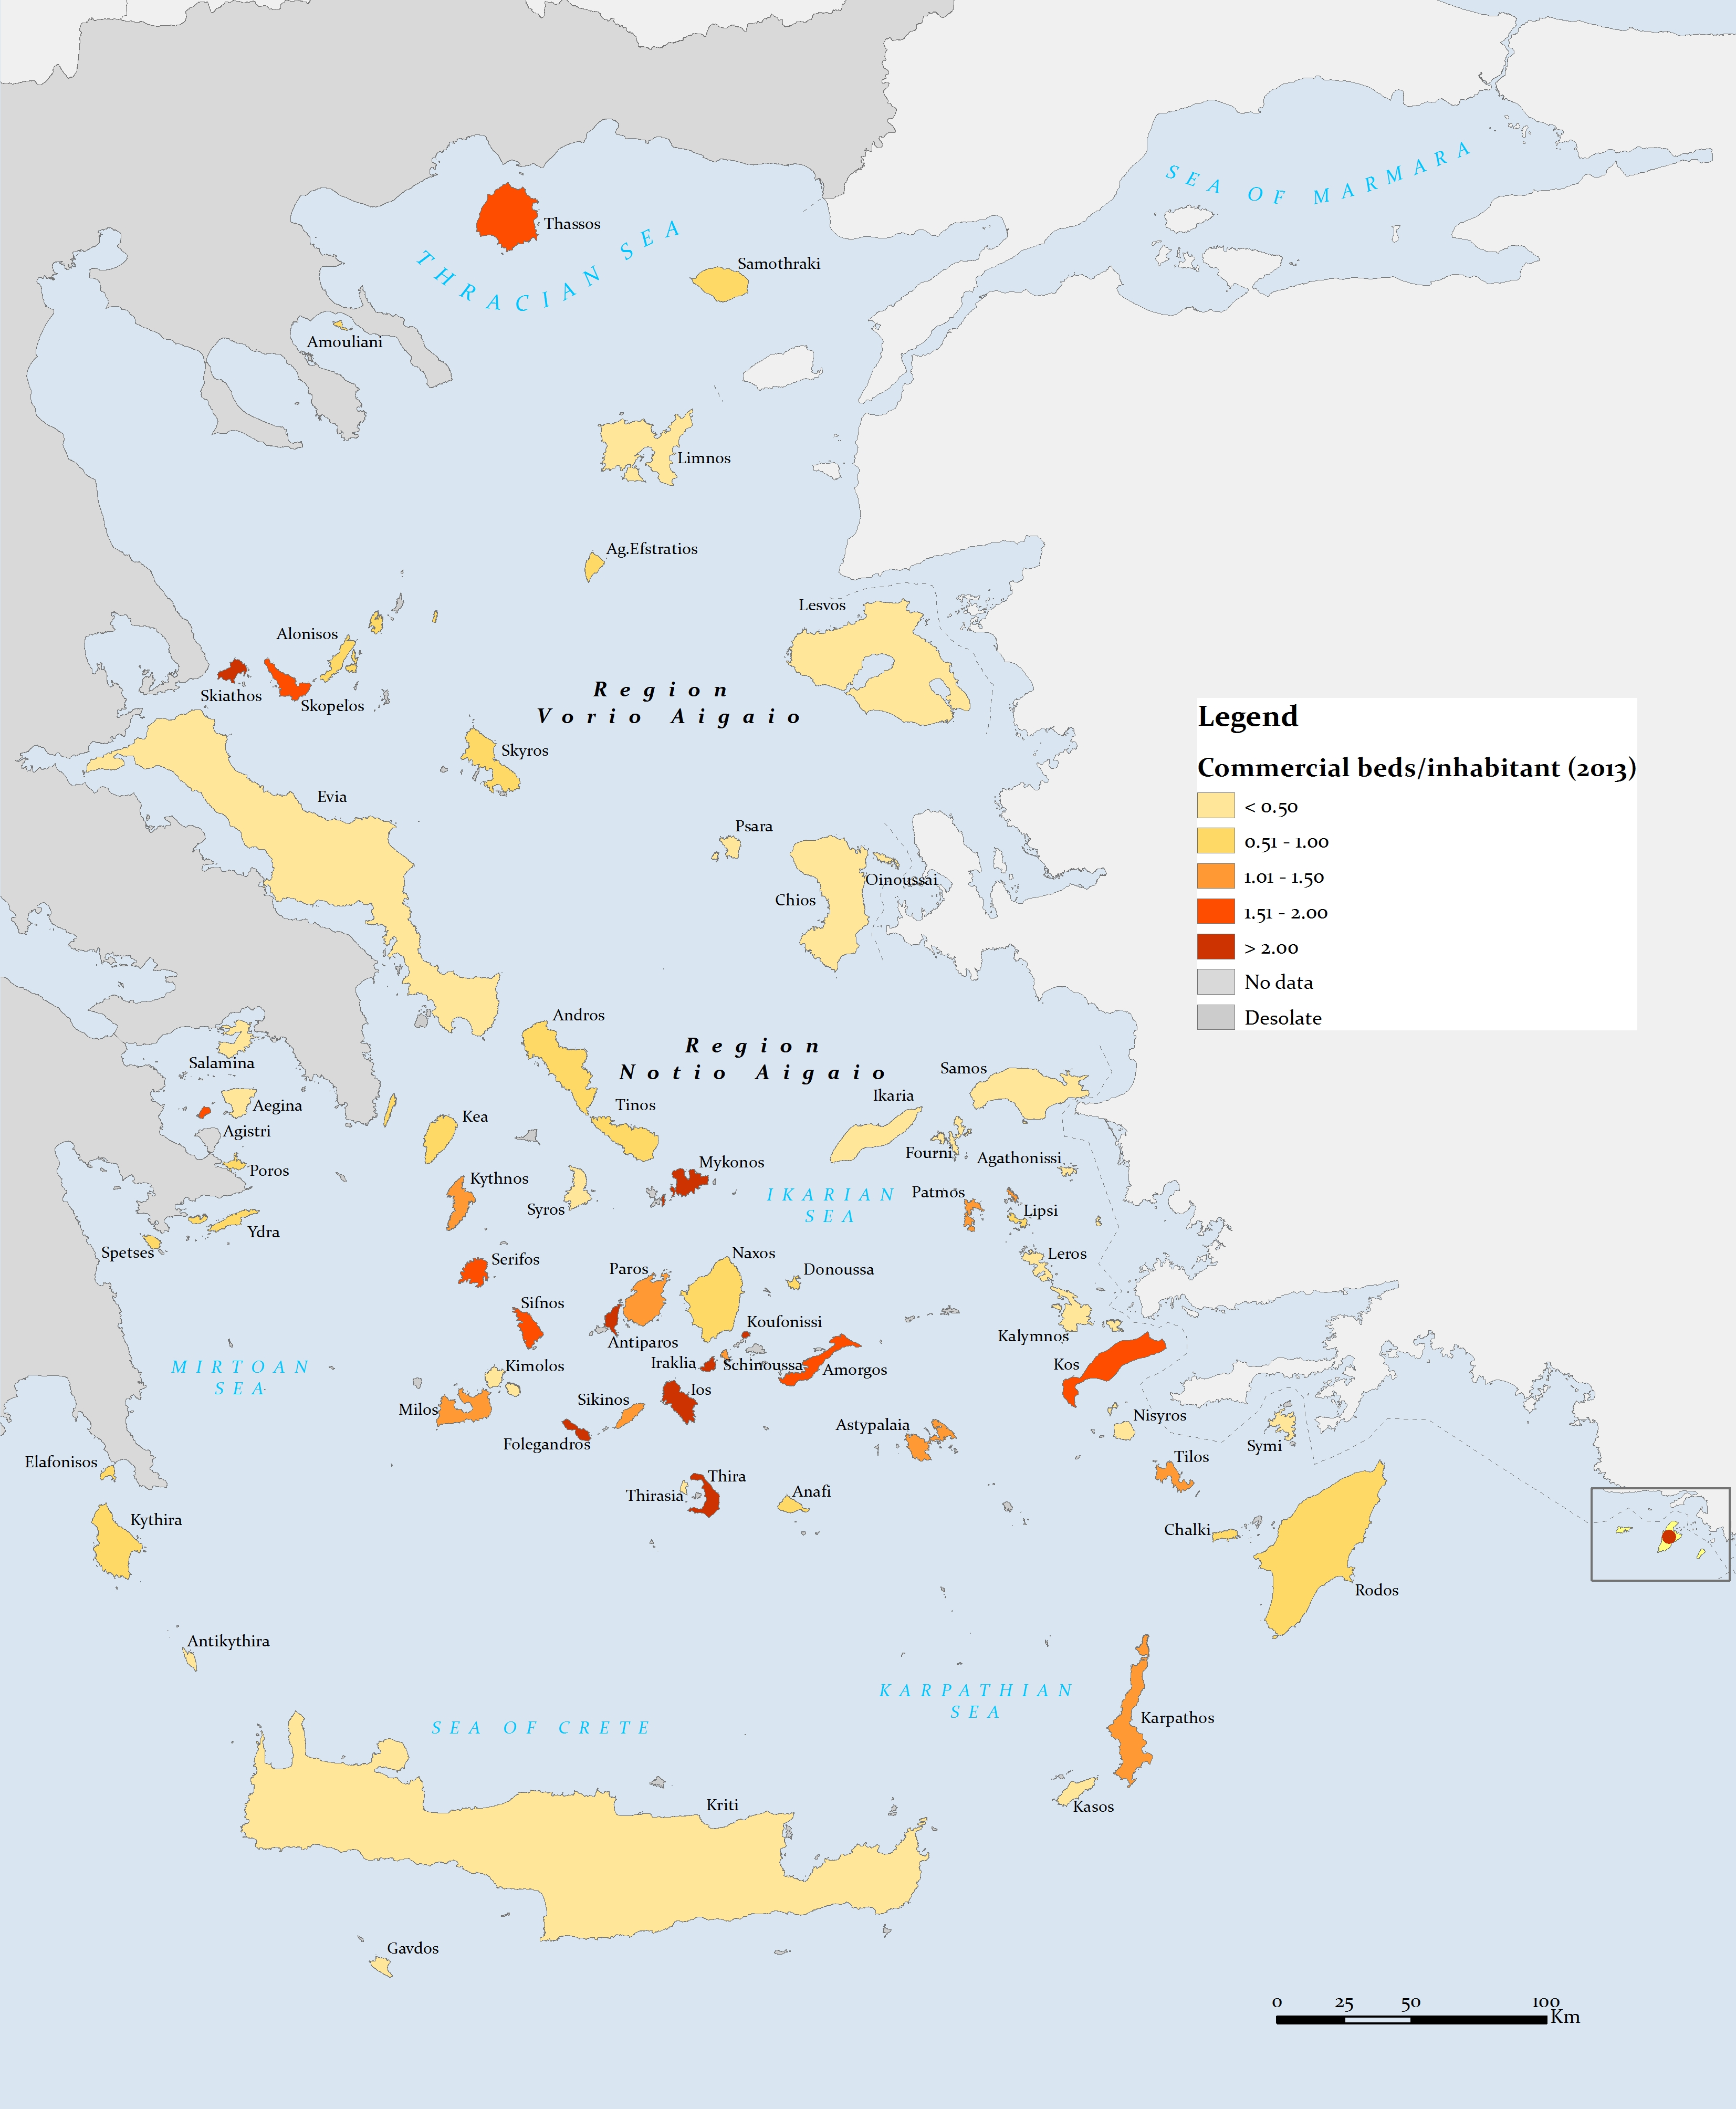 SEA OF MARMARA
Thassos
THRACIAN SEA
Samothraki
Amouliani
Limnos
Ag.Efstratios
Lesvos
Alonisos
Skiathos
Skopelos
Region
Vorio Aigaio
Skyros
Evia
Psara
Oinoussai
Chios
Legend
Commercial beds/inhabitant (2013)
< 0.50
0.51 - 1.00
1.01 - 1.50
1.51 - 2.00
> 2.00
No data
Desolate
Andros
Region
Notio Aigaio
Salamina
Samos
Ikaria
Aegina
Tinos
Kea
Agistri
Fourni
Agathonissi
Poros
Mykonos
Kythnos
IKARIAN
SEA
Patmos
Syros
Lipsi
Ydra
Spetses
Serifos
Naxos
Leros
Paros
Donoussa
Sifnos
Koufonissi
Kalymnos
Antiparos
MIRTOAN
SEA
Kimolos
Iraklia
Schinoussa
Amorgos
Kos
Ios
Sikinos
Milos
Astypalaia
Nisyros
Folegandros
Symi
Tilos
Elafonisos
Thira
Thirasia
Anafi
Kythira
Chalki
Rodos
Antikythira
KARPATHIAN
SEA
Karpathos
SEA OF CRETE
Kriti
Kasos
Gavdos
0 25 50 100
Km